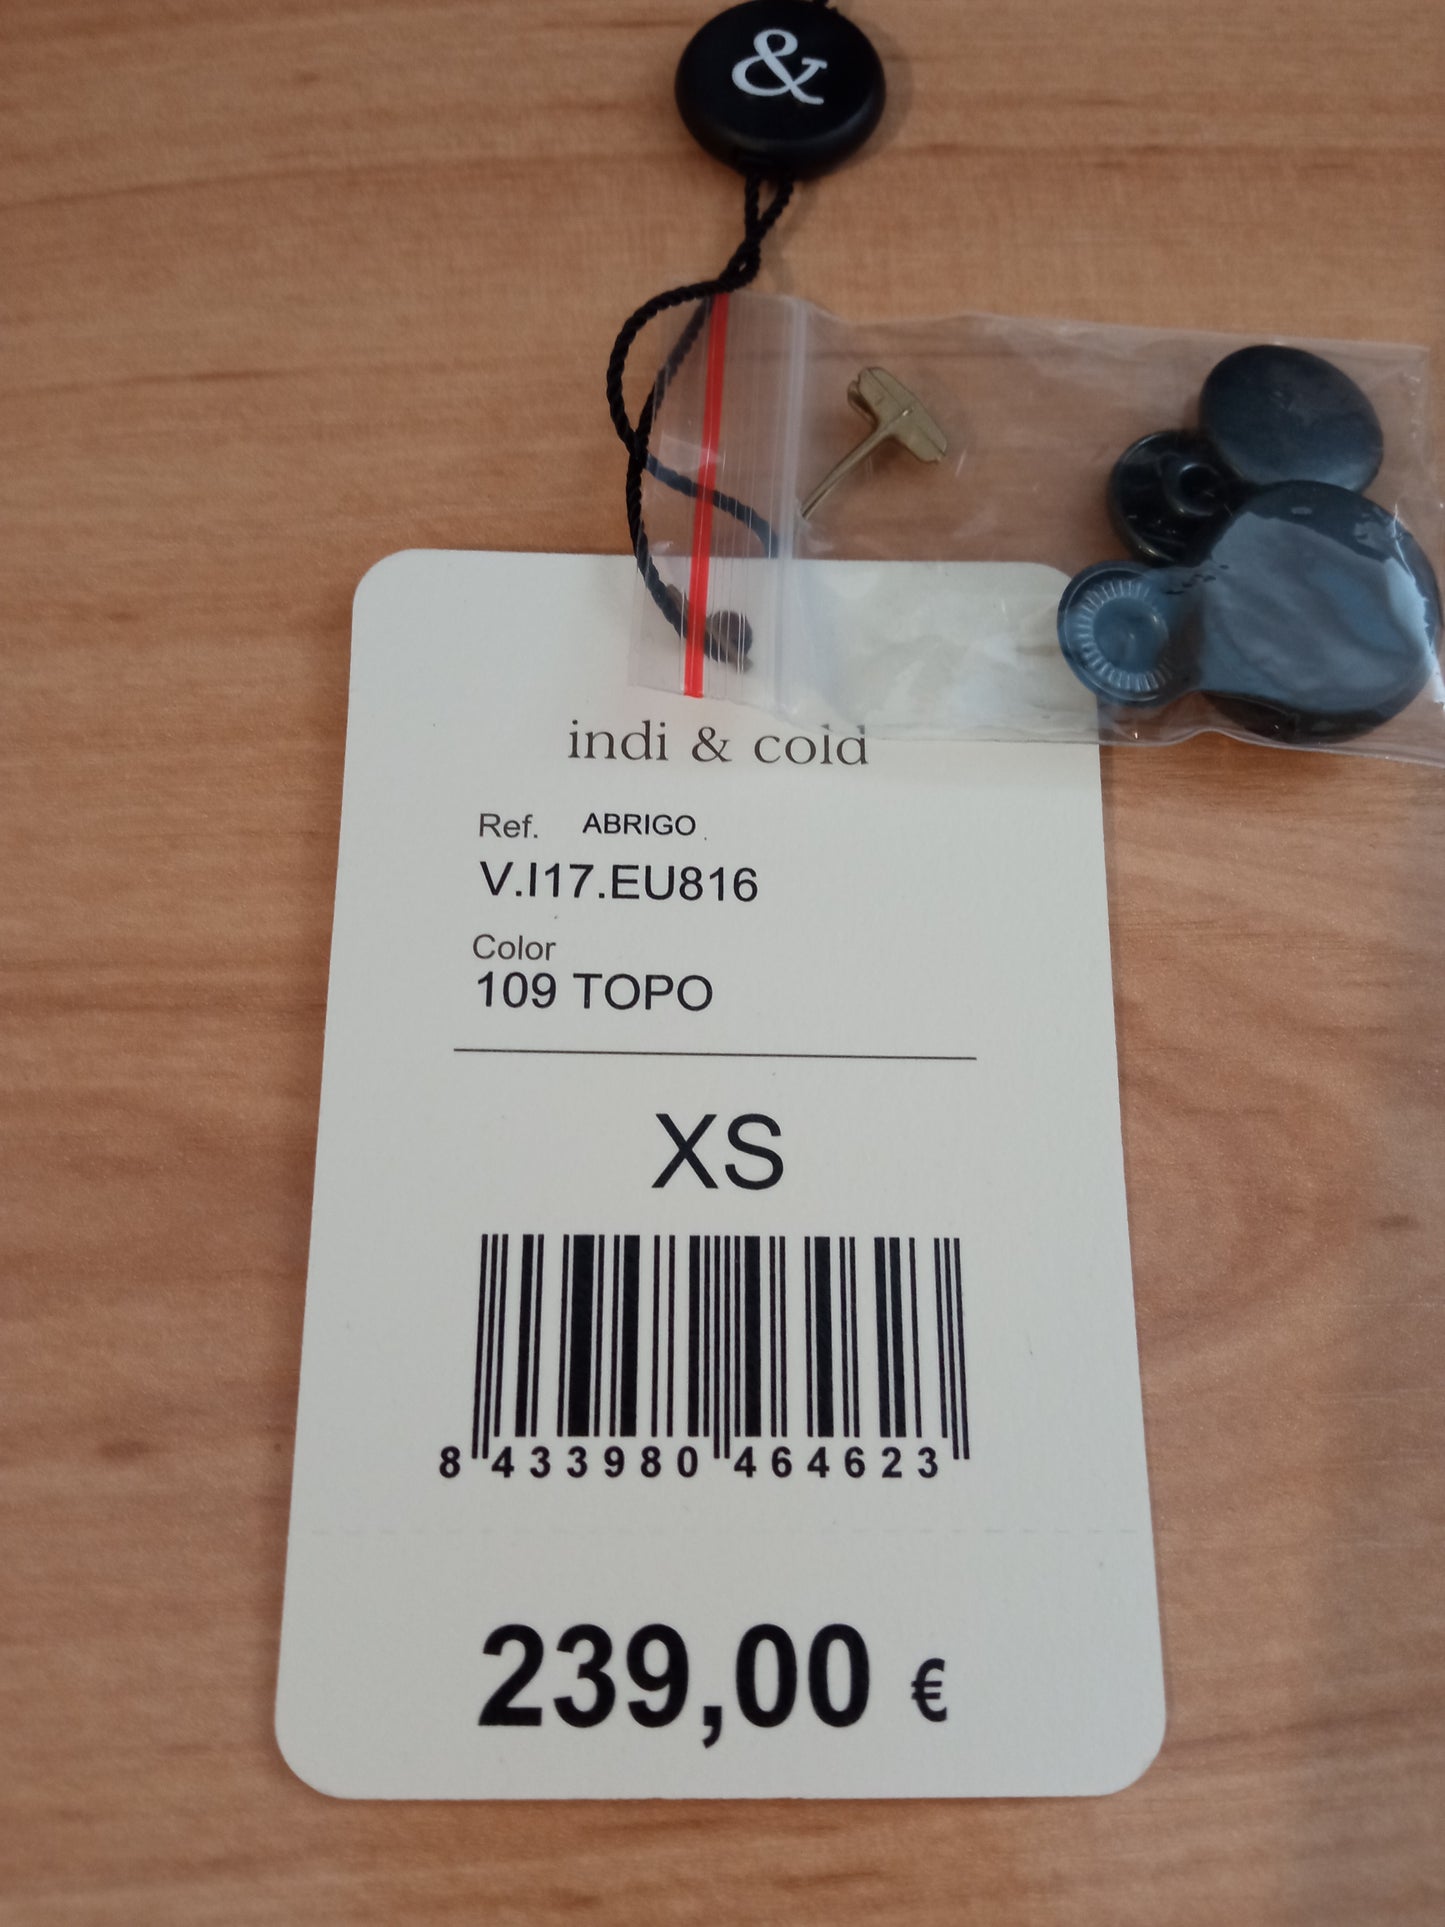 &
indi & cold
Ref. ABRIGO
V.I17.EU816
Color
109 TOPO
XS
8 433980 464623
239,00 €